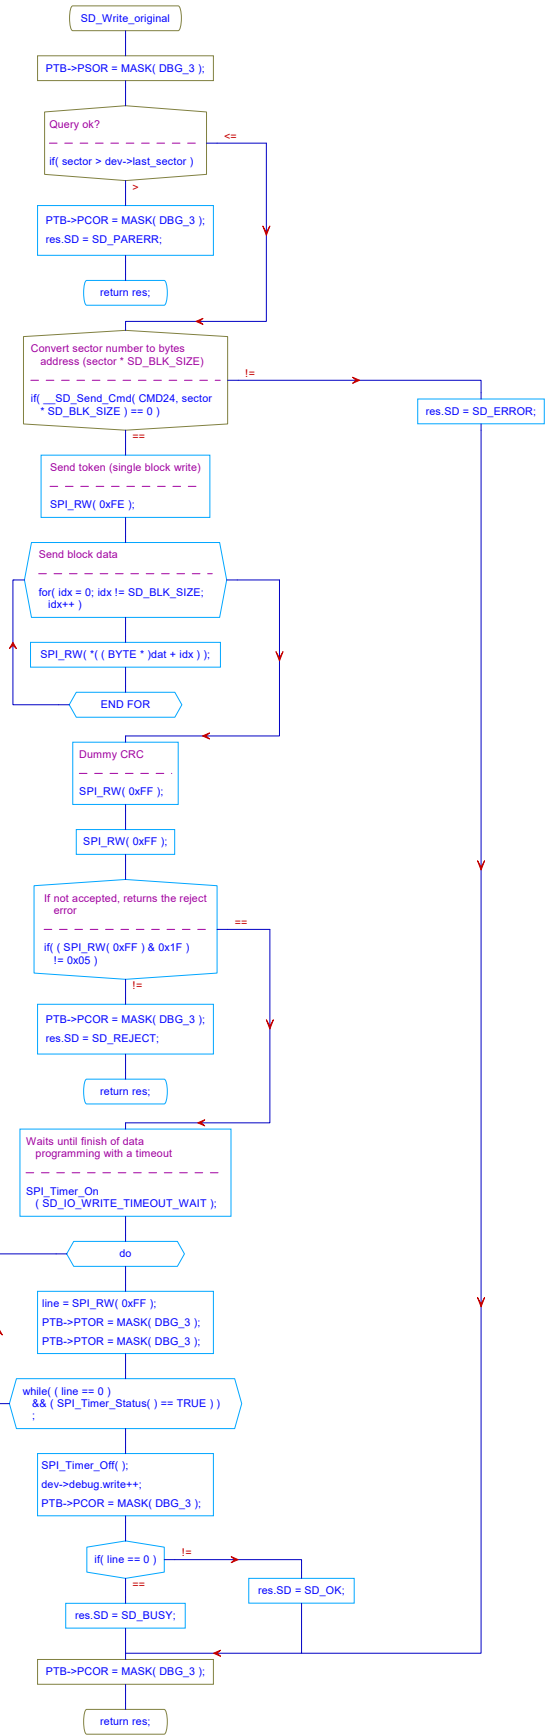 SD_Write_original
PTB->PSOR = MASK( DBG_3 );
Query ok?
<=
if( sector > dev->last_sector )
>
PTB->PCOR = MASK( DBG_3 );
res.SD = SD_PARERR;
return res;
Convert sector number to bytes
address (sector * SD_BLK_SIZE)
!=
if( __SD_Send_Cmd( CMD24, sector
* SD_BLK_SIZE ) == 0 )
res.SD = SD_ERROR;
==
Send token (single block write)
SPI_RW( 0xFE );
Send block data
for( idx = 0; idx != SD_BLK_SIZE;
idx++ )
SPI_RW( *( ( BYTE * )dat + idx ) );
END FOR
Dummy CRC
SPI_RW( 0xFF );
SPI_RW( 0xFF );
If not accepted, returns the reject
error
==
if( ( SPI_RW( 0xFF ) & 0x1F )
!= 0x05 )
!=
PTB->PCOR = MASK( DBG_3 );
res.SD = SD_REJECT;
return res;
Waits until finish of data
programming with a timeout
SPI_Timer_On
( SD_IO_WRITE_TIMEOUT_WAIT );
do
line = SPI_RW( 0xFF );
PTB->PTOR = MASK( DBG_3 );
PTB->PTOR = MASK( DBG_3 );
while( ( line == 0 )
&& ( SPI_Timer_Status( ) == TRUE ) )
;
SPI_Timer_Off( );
dev->debug.write++;
PTB->PCOR = MASK( DBG_3 );
if( line == 0 )
!=
==
res.SD = SD_OK;
res.SD = SD_BUSY;
PTB->PCOR = MASK( DBG_3 );
return res;